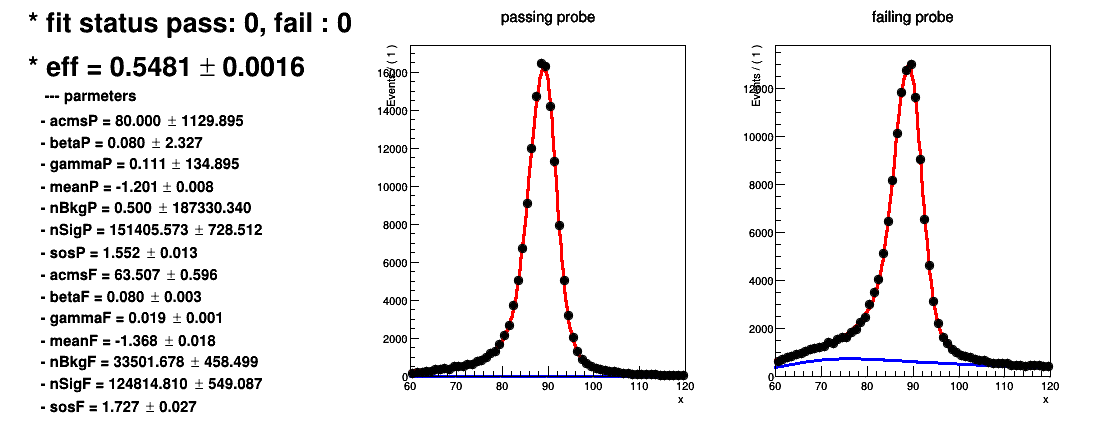 * fit status pass: 0, fail : 0
* eff = 0.5481 ± 0.0016
--- parmeters
- acmsP = 80.000 ± 1129.895
- betaP = 0.080 ± 2.327
- gammaP = 0.111 ± 134.895
- meanP = -1.201 ± 0.008
- nBkgP = 0.500 ± 187330.340
- nSigP = 151405.573 ± 728.512
- sosP = 1.552 ± 0.013
- acmsF = 63.507 ± 0.596
- betaF = 0.080 ± 0.003
- gammaF = 0.019 ± 0.001
- meanF = -1.368 ± 0.018
- nBkgF = 33501.678 ± 458.499
- nSigF = 124814.810 ± 549.087
- sosF = 1.727 ± 0.027
passing probe
Events / ( 1 )
16000
14000
12000
10000
8000
6000
4000
2000
0
60 70 80 90 100 110 120
x
failing probe
Events / ( 1 )
12000
10000
8000
6000
4000
2000
0
60 70 80 90 100 110 120
x